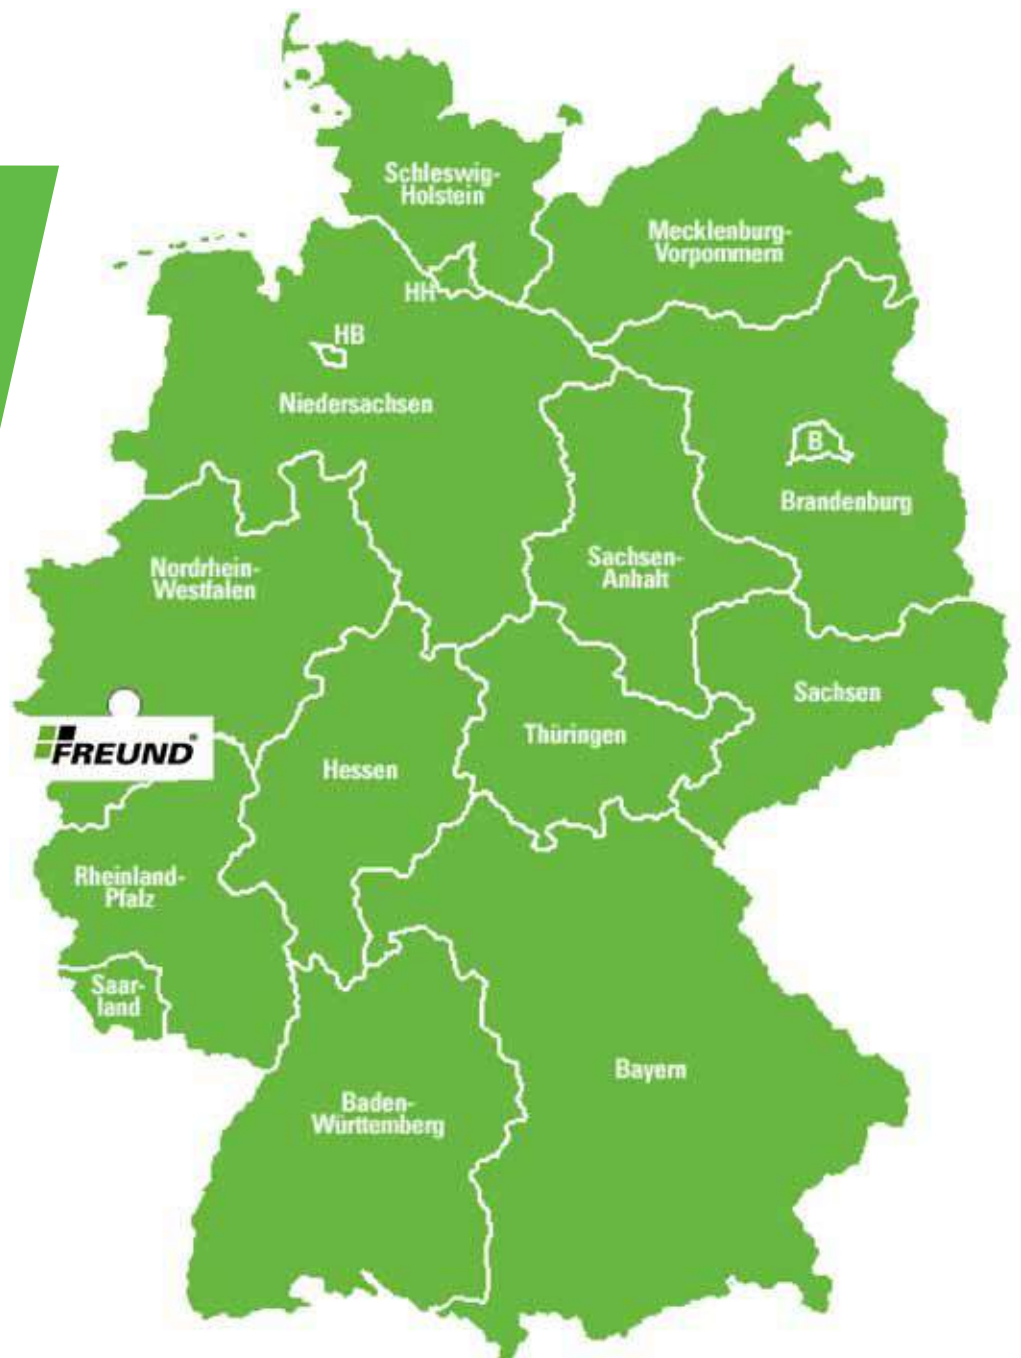 Schleswig-
Holstein
Mecklenburg-
Vorpommern
HH
HB
Niedersachsen
B
Brandenburg
Nordrhein-
Westfalen
Sachsen-
Anhalt
Sachsen
FREUND®
Thüringen
Hessen
Rheinland-
Pfalz
Saar-
land
Bayern
Baden-
Württemberg